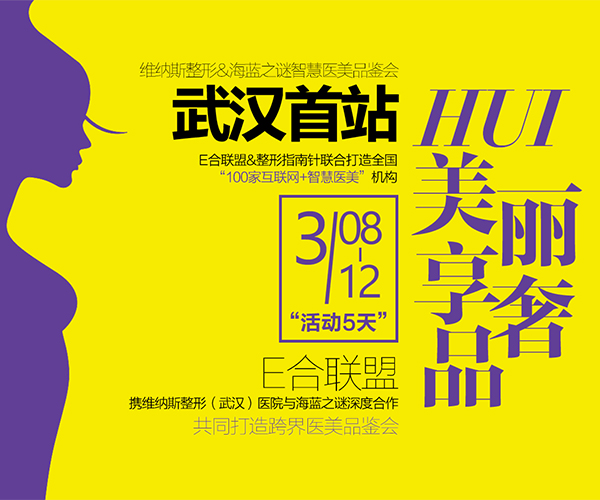 维纳斯整形&海蓝之谜智慧医美品鉴会
武汉首站
E合联盟&整形指南针联合打造全国
“100家互联网+智慧医美”机构
3/08-12
“活动5天”
E合联盟
携维纳斯整形（武汉）医院与海蓝之谜深度合作
共同打造跨界医美品鉴会
HUI
美丽
享奢
品